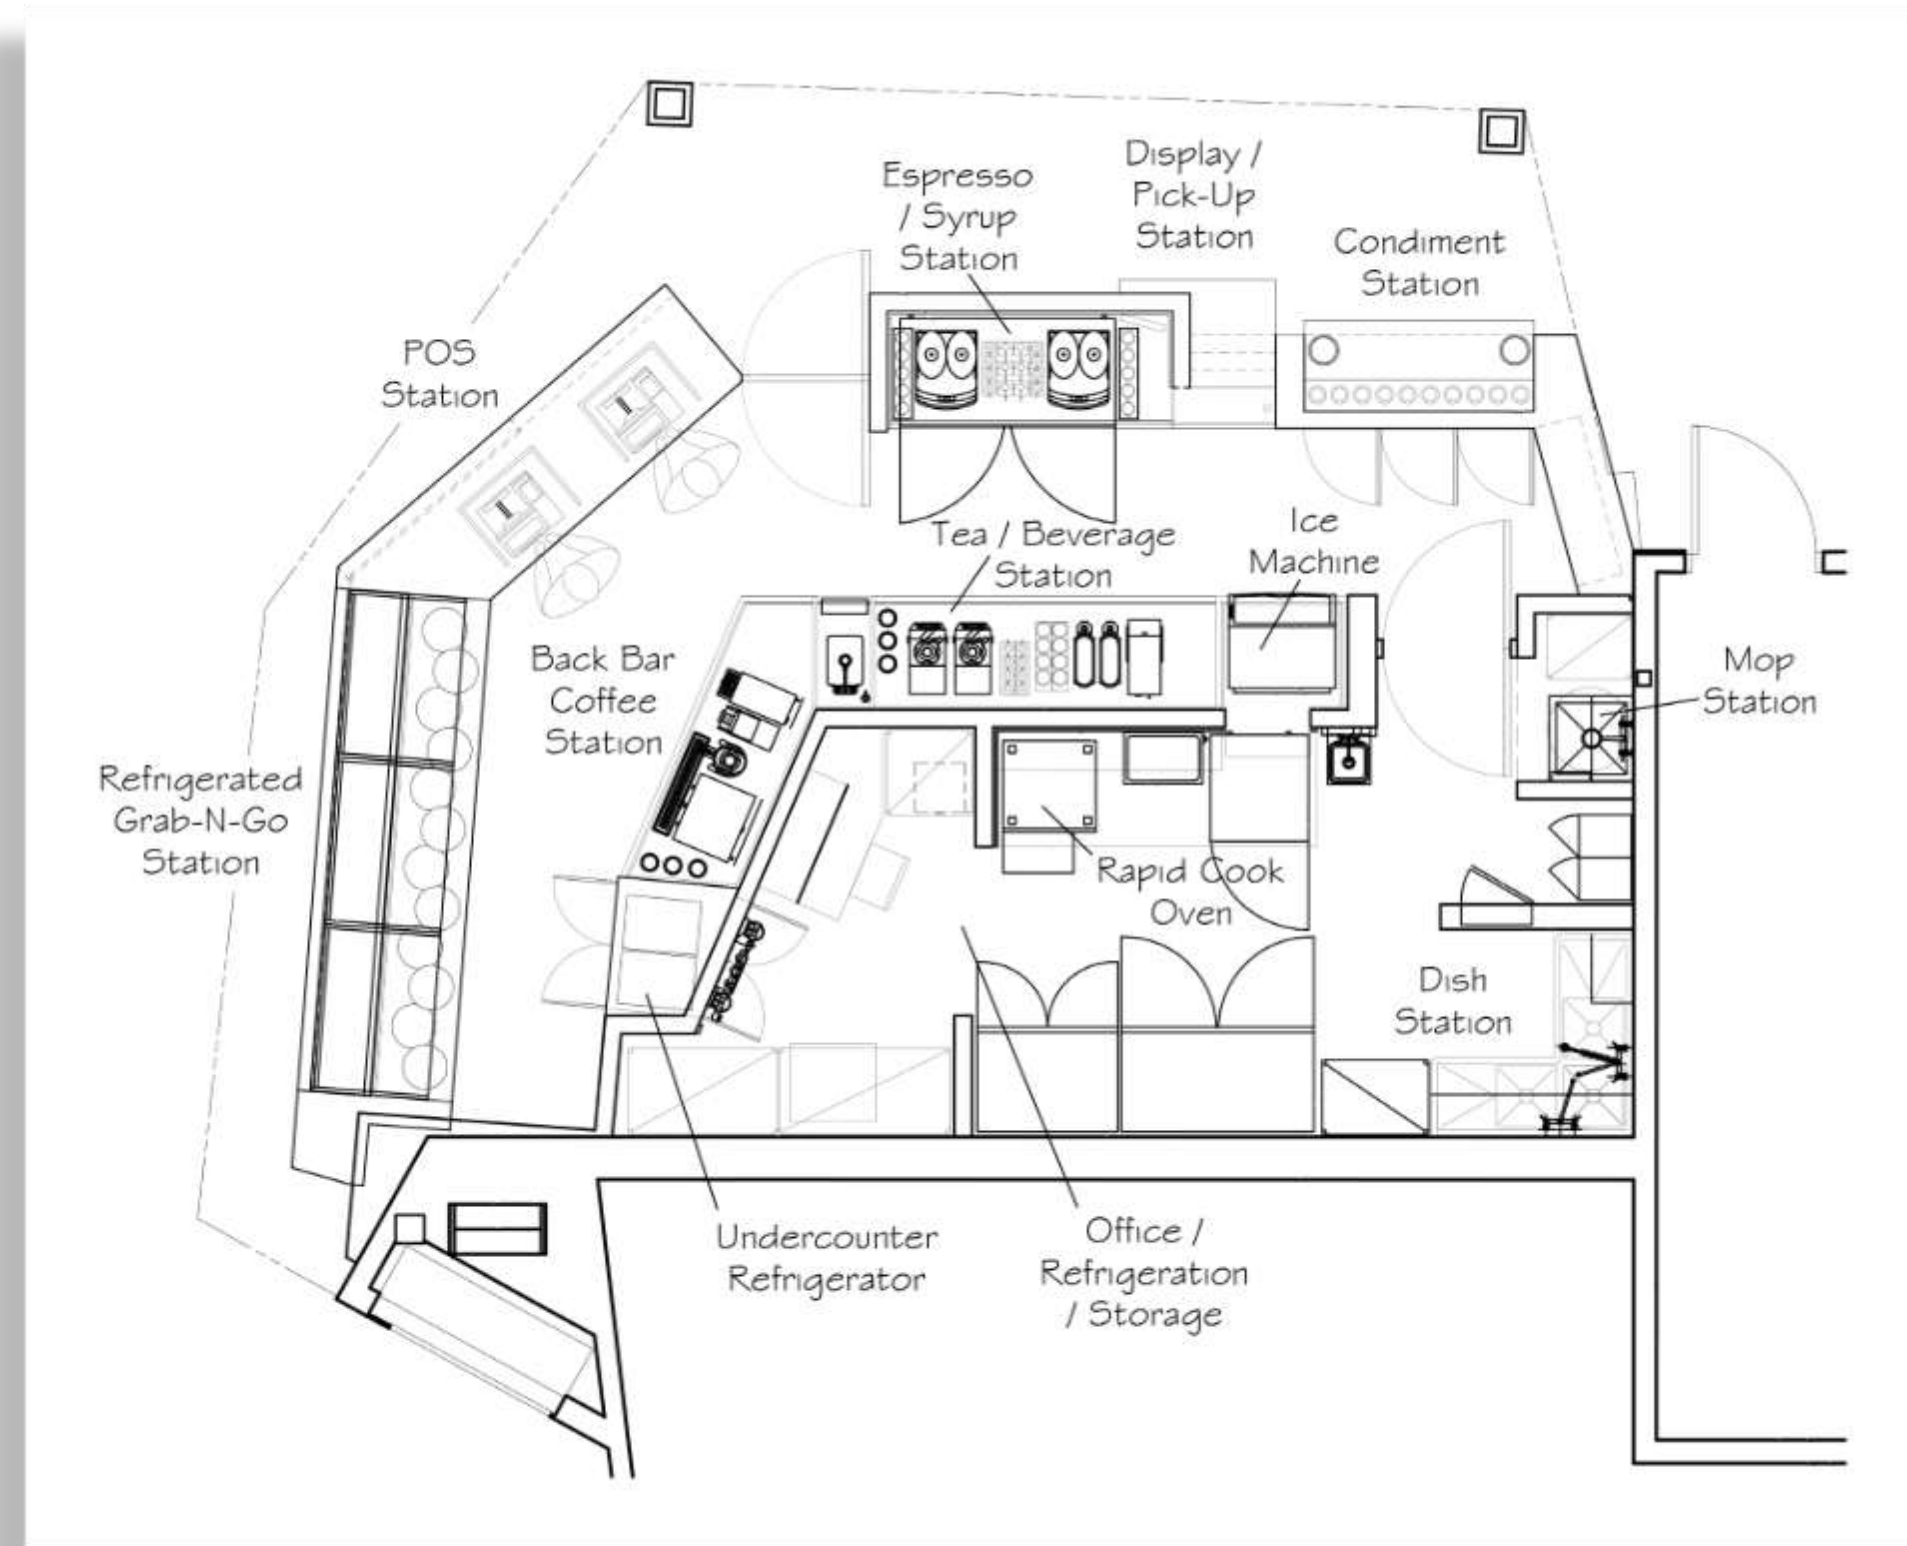 Espresso
/ Syrup
Station
Display /
Pick-Up
Station
Condiment
Station
POS
Station
Tea / Beverage
Station
Ice
Machine
Back Bar
Coffee
Station
Mop
Station
Refrigerated
Grab-N-Go
Station
Rapid Cook
Oven
Dish
Station
Undercounter
Refrigerator
Office /
Refrigeration
/ Storage